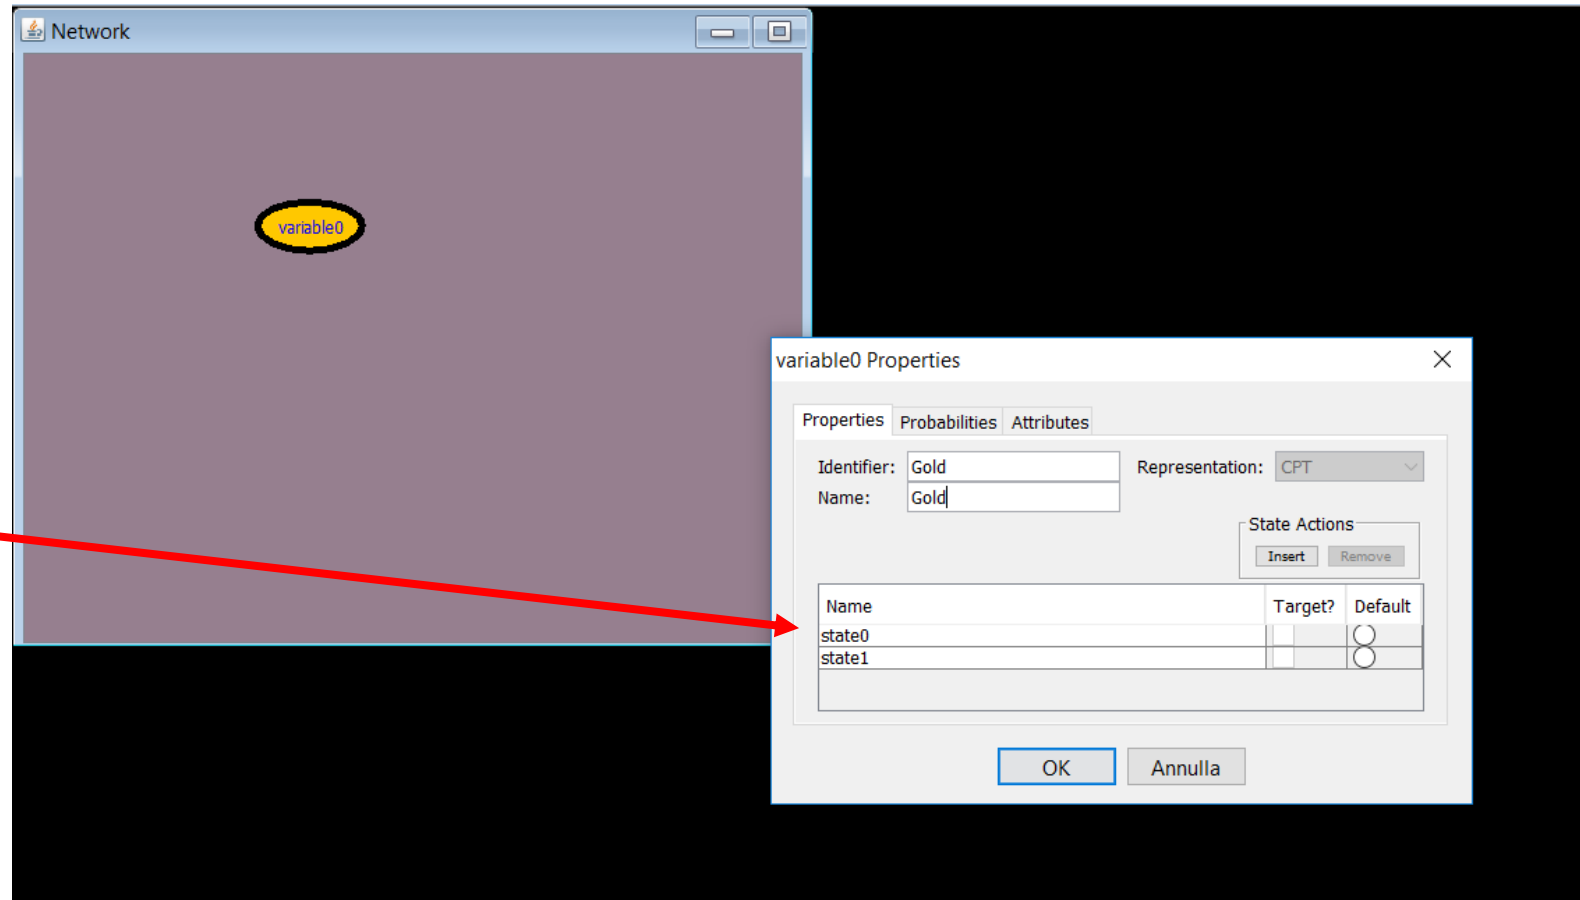 Network
variable0
variable0 Properties
Properties Probabilities Attributes
Identifier: Gold Representation: CPT
Name: Gold
State Actions
Insert Remove
Name Target? Default
state0
state1
OK Annulla